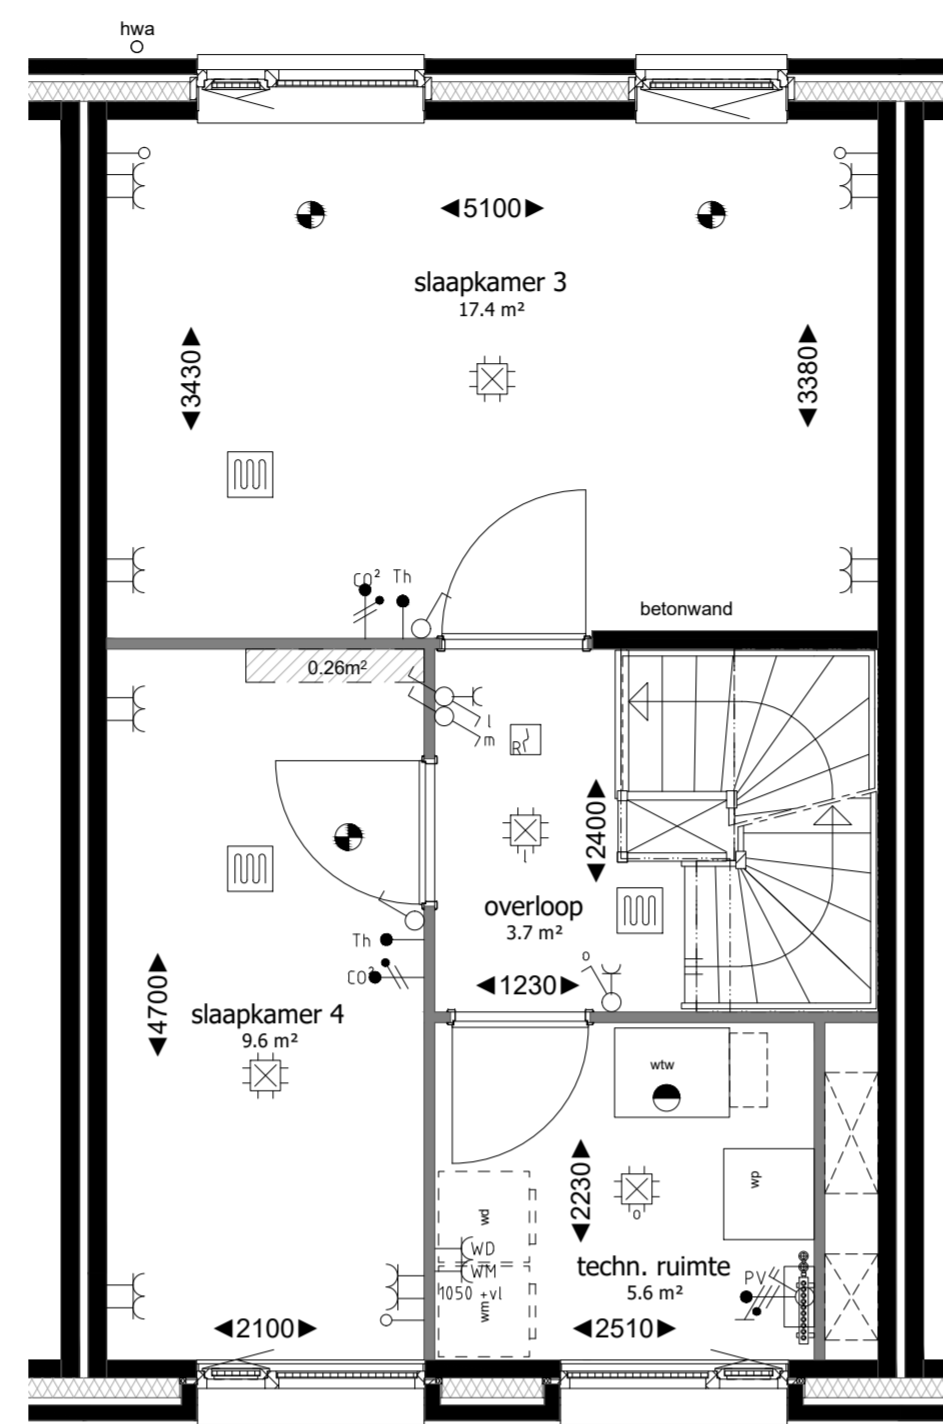 hwa
5100
slaapkamer 3
17.4 m²
3430
3380
CO²
Th
betonwand
0.26m²
l
m
R
2400
l
overloop
3.7 m²
Th
CO²
o
1230
4700
slaapkamer 4
9.6 m²
wtw
wp
2230
o
wd
WD
WM
1050 +vl
wm
techn. ruimte
5.6 m²
PV
2100
2510